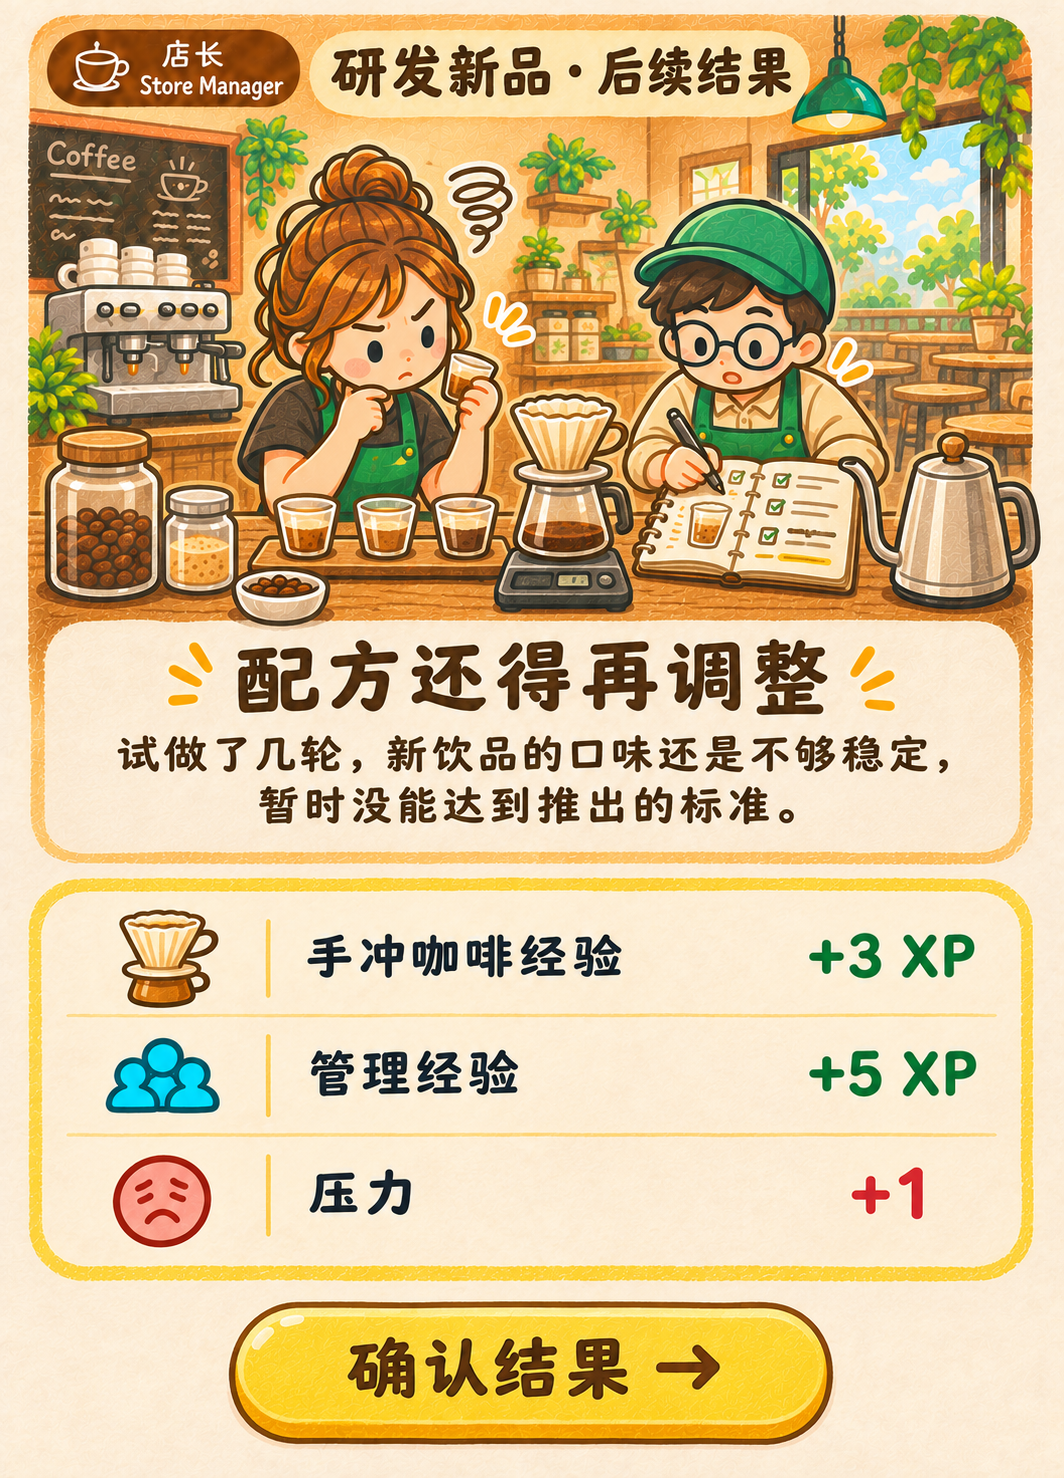 店长
Store Manager
研发新品·后续结果
Coffee
配方还得再调整
试做了几轮，新饮品的口味还是不够稳定，
暂时没能达到推出的标准。
手冲咖啡经验 +3 XP
管理经验 +5 XP
压力 +1
确认结果 →